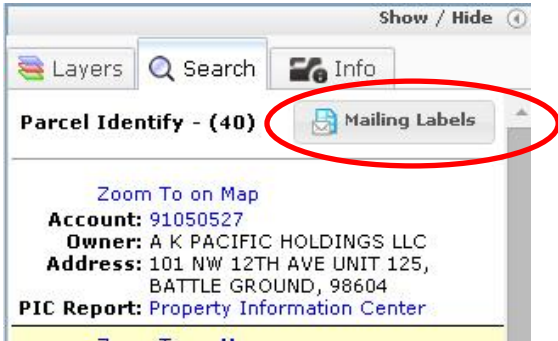 Show / Hide
Layers Search Info
Parcel Identify - (40) Mailing Labels
Zoom To on Map
Account: 91050527
Owner: A K PACIFIC HOLDINGS LLC
Address: 101 NW 12TH AVE UNIT 125,
BATTLE GROUND, 98604
PIC Report: Property Information Center